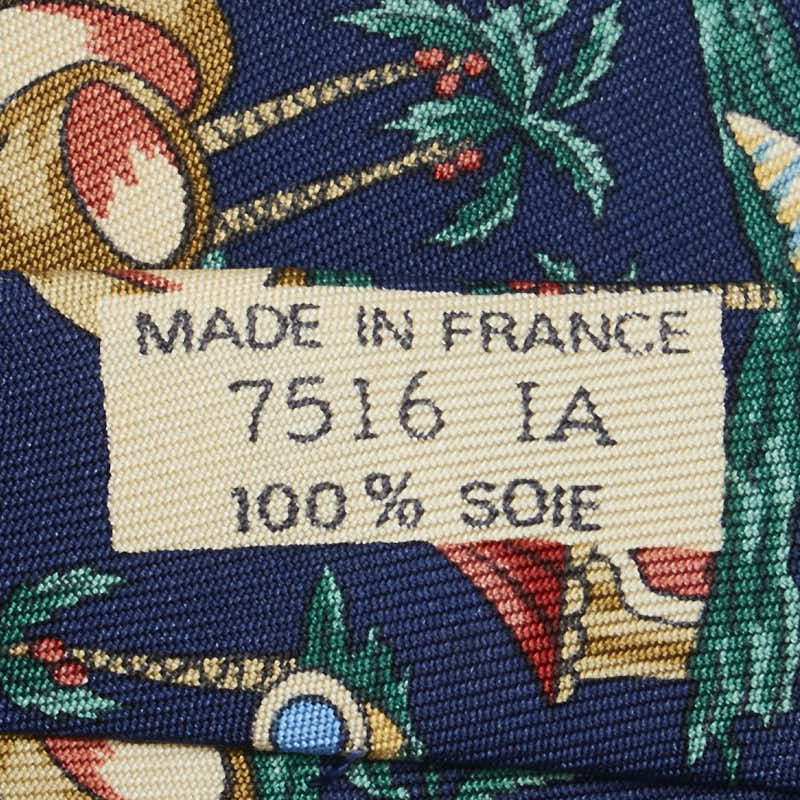 MADE IN FRANCE
7516 IA
100% SOIE